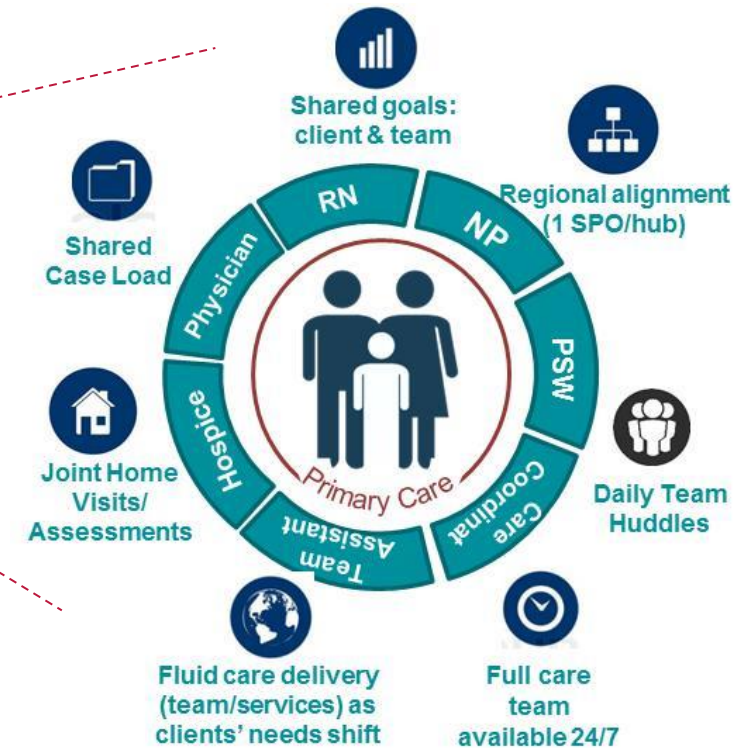 Shared goals:
client & team
Regional alignment
(1 SPO/hub)
Shared
Case Load
RN
NP
Physician
PSW
Hospice
Primary Care
Joint Home
Visits/
Assessments
Daily Team
Huddles
Care
Coordinat
Team
Assistant
Fluid care delivery
(team/services) as
clients’ needs shift
Full care
team
available 24/7